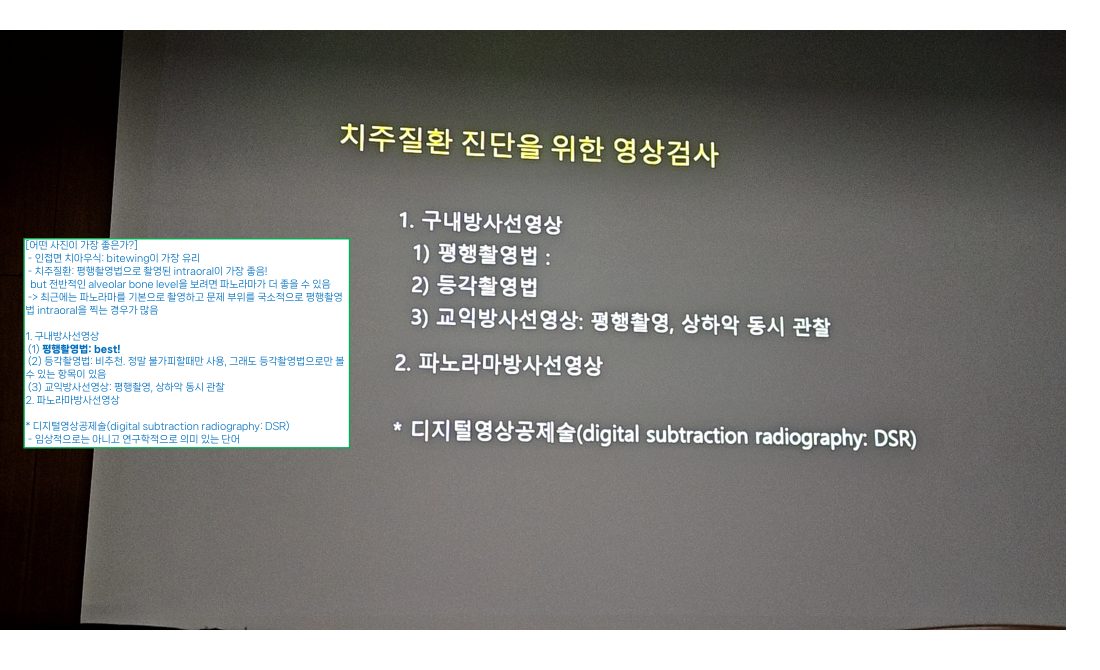 치주질환 진단을 위한 영상검사
1. 구내방사선영상
1) 평행촬영법 :
2) 등각촬영법
3) 교익방사선영상: 평행촬영, 상하악 동시 관찰
2. 파노라마방사선영상
* 디지털영상공제술(digital subtraction radiography: DSR)
[어떤 사진이 가장 좋은가?]
- 인접면 치아우식: bitewing이 가장 유리
- 치주질환: 평행촬영법으로 촬영된 intraoral이 가장 좋음!
but 전반적인 alveolar bone level을 보려면 파노라마가 더 좋을 수 있음
-> 최근에는 파노라마를 기본으로 촬영하고 문제 부위를 국소적으로 평행촬영
법 intraoral을 찍는 경우가 많음
1. 구내방사선영상
(1) 평행촬영법: best!
(2) 등각촬영법: 비추천. 정말 불가피할때만 사용, 그래도 등각촬영법으로만 볼
수 있는 항목이 있음
(3) 교익방사선영상: 평행촬영, 상하악 동시 관찰
2. 파노라마방사선영상
* 디지털영상공제술(digital subtraction radiography: DSR)
- 임상적으로는 아니고 연구학적으로 의미 있는 단어